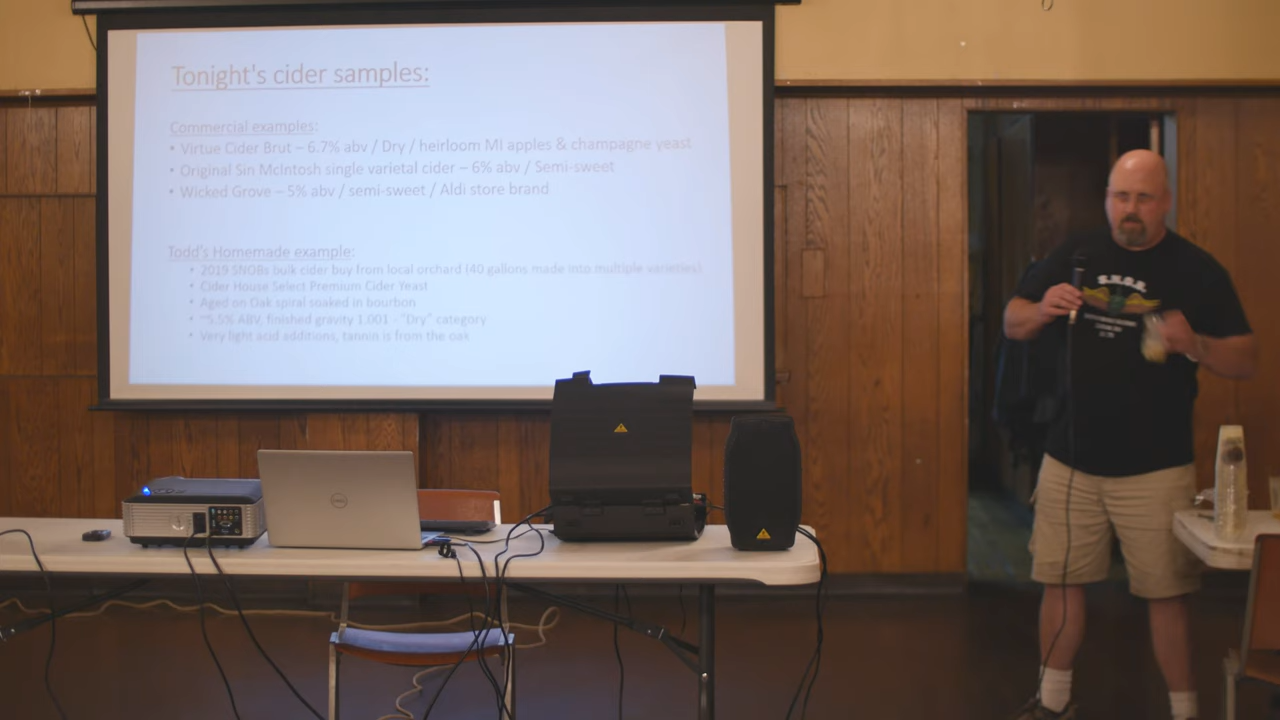 Tonight's cider samples:
Commercial examples:
• Virtue Cider Brut – 6.7% abv / Dry / heirloom MI apples & champagne yeast
• Original Sin McIntosh single varietal cider – 6% abv / Semi-sweet
• Wicked Grove – 5% abv / semi-sweet / Aldi store brand
Todd's Homemade example:
• 2019 SNOBs bulk cider buy from local orchard (40 gallons made into multiple varieties)
• Cider House Select Premium Cider Yeast
• Aged on Oak spiral soaked in bourbon
• ~5.5% ABV, finished gravity 1.001 - "Dry" category
• Very light acid additions, tannin is from the oak
S.N.O.B.
DELL